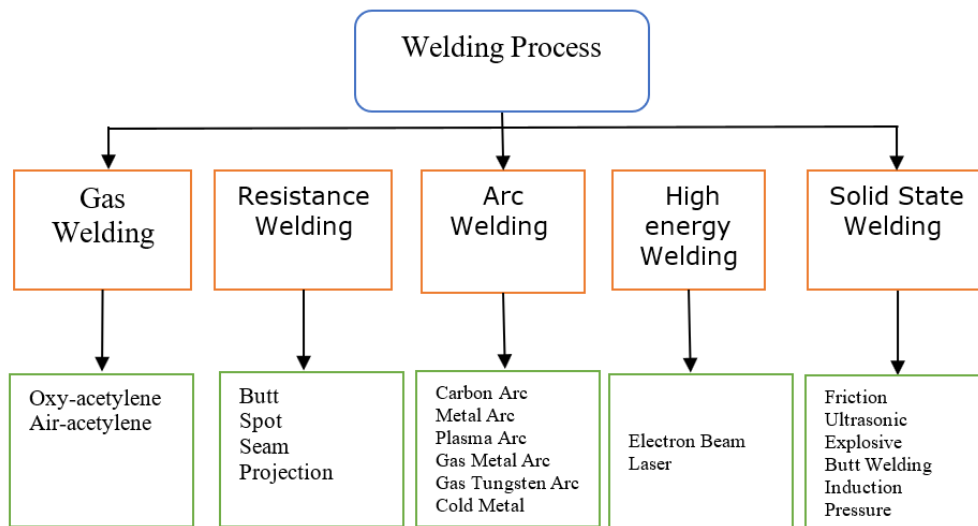 Welding Process
Gas
Welding
Resistance
Welding
Arc
Welding
High
energy
Welding
Solid State
Welding
Oxy-acetylene
Air-acetylene
Butt
Spot
Seam
Projection
Carbon Arc
Metal Arc
Plasma Arc
Gas Metal Arc
Gas Tungsten Arc
Cold Metal
Electron Beam
Laser
Friction
Ultrasonic
Explosive
Butt Welding
Induction
Pressure